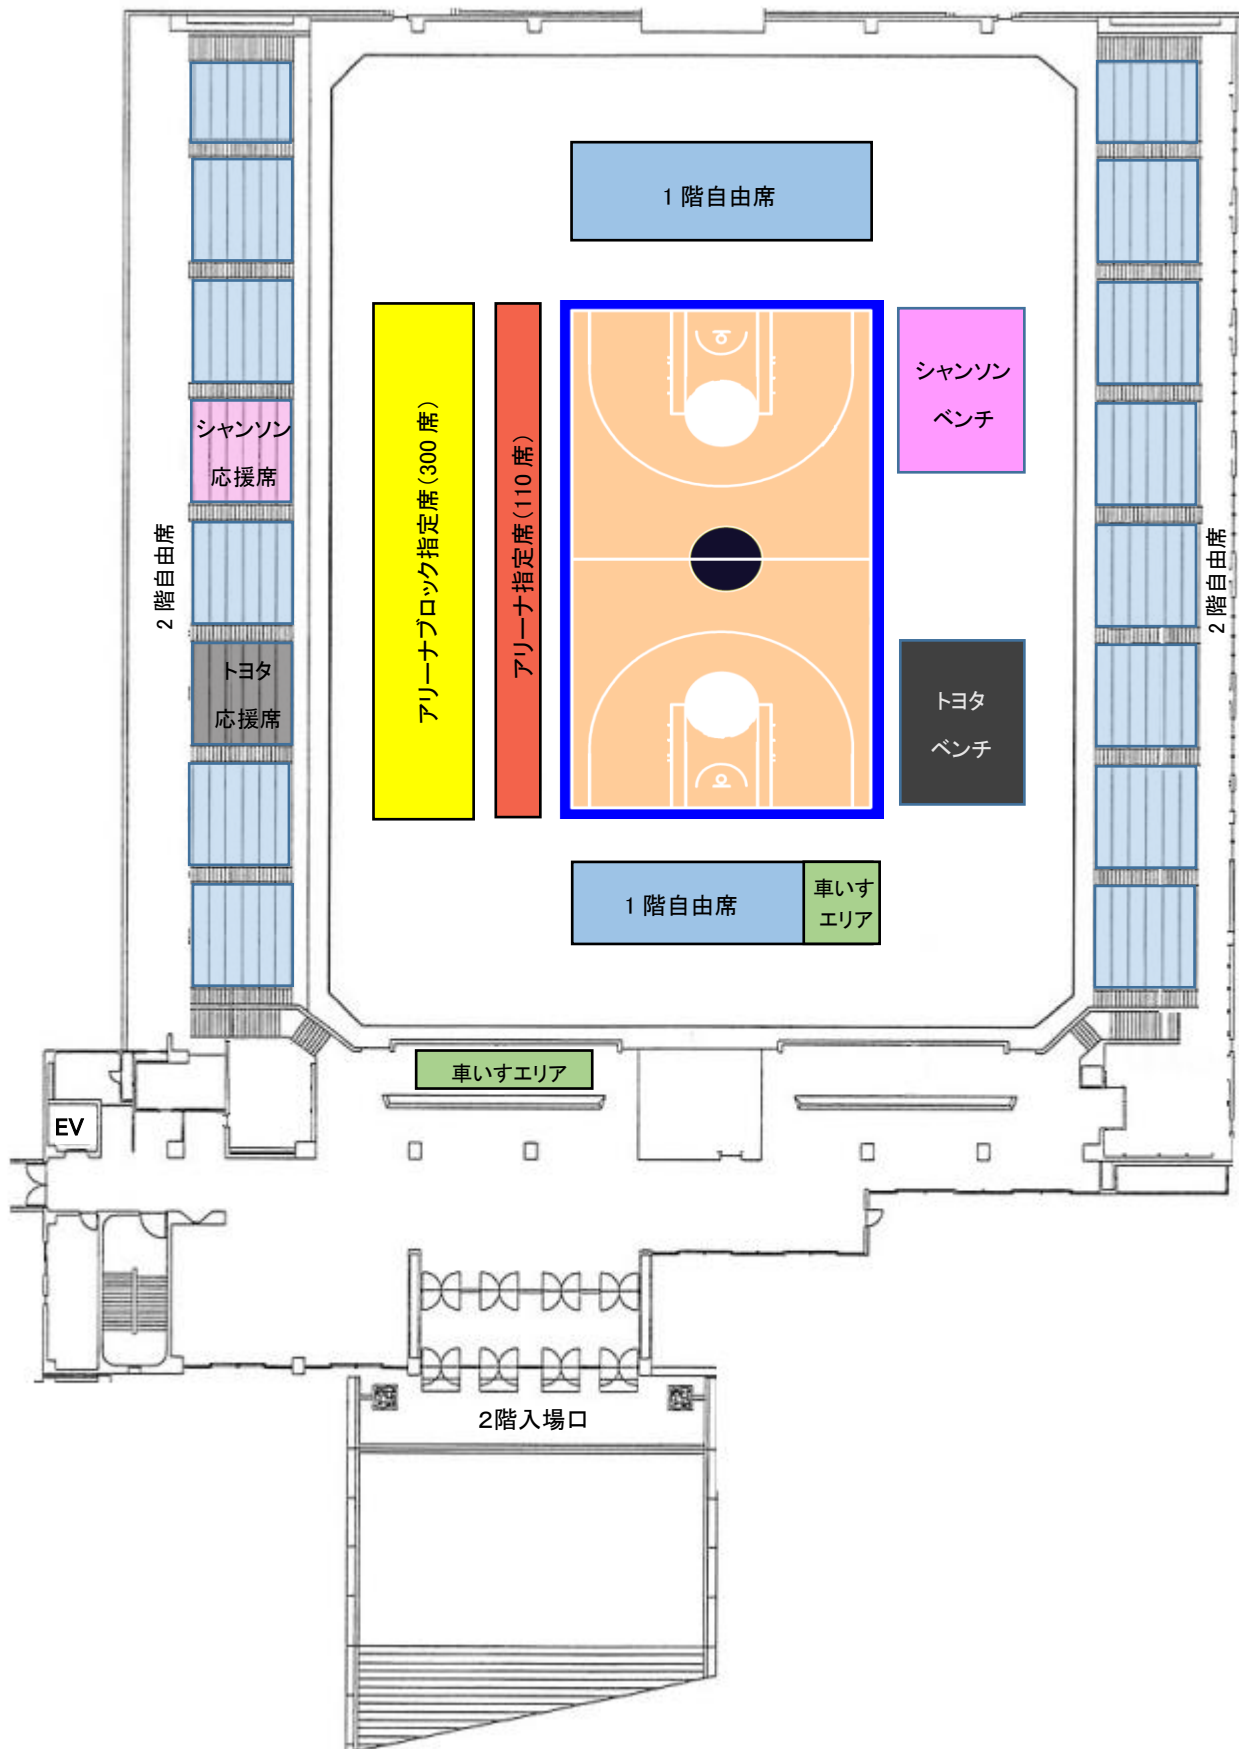 1階自由席
シャンソン
ベンチ
シャンソン
応援席
アリーナブロック指定席(300席)
アリーナ指定席(110席)
2階自由席
2階自由席
トヨタ
応援席
トヨタ
ベンチ
1階自由席
車いす
エリア
車いすエリア
EV
2階入場口